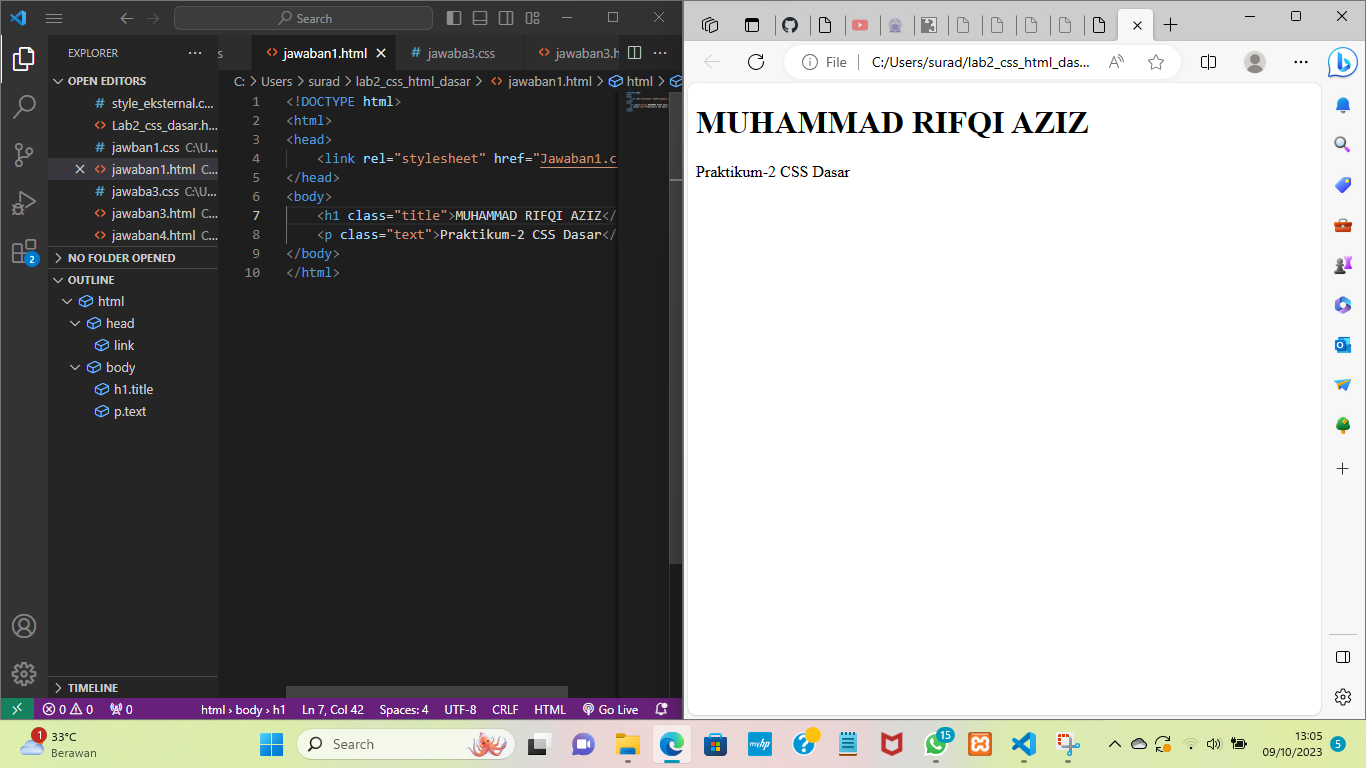 Search
EXPLORER
OPEN EDITORS
# style_eksternal.c...
<> Lab2_css_dasar.h...
# jawban1.css C:\U...
<> jawaban1.html C...
# jawaba3.css C:\U...
<> jawaban3.html C...
<> jawaban4.html C...
NO FOLDER OPENED
OUTLINE
html
head
link
body
h1.title
p.text
TIMELINE
2
s
<> jawaban1.html
# jawaba3.css
<> jawaban3.h
C: > Users > surad > lab2_css_html_dasar > <> jawaban1.html > html >
1 <!DOCTYPE html>
2 <html>
3 <head>
4 <link rel="stylesheet" href="Jawaban1.c
5 </head>
6 <body>
7 <h1 class="title">MUHAMMAD RIFQI AZIZ</
8 <p class="text">Praktikum-2 CSS Dasar</
9 </body>
10 </html>
0 0 0 html › body › h1 Ln 7, Col 42 Spaces: 4 UTF-8 CRLF HTML Go Live
File C:/Users/surad/lab2_css_html_das...
MUHAMMAD RIFQI AZIZ
Praktikum-2 CSS Dasar
1
33°C
Berawan
Search
myhp
15
13:05
09/10/2023
5